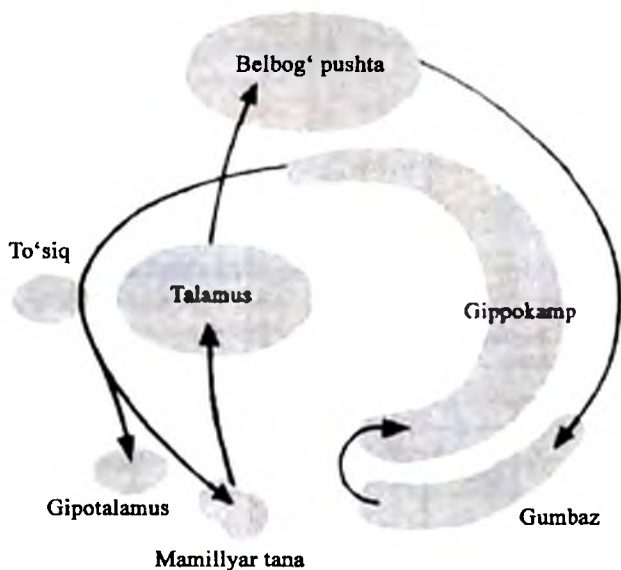 Belbog‘ pushta
To‘siq
Talamus
Gippokamp
Gipotalamus
Gumbaz
Mamillyar tana